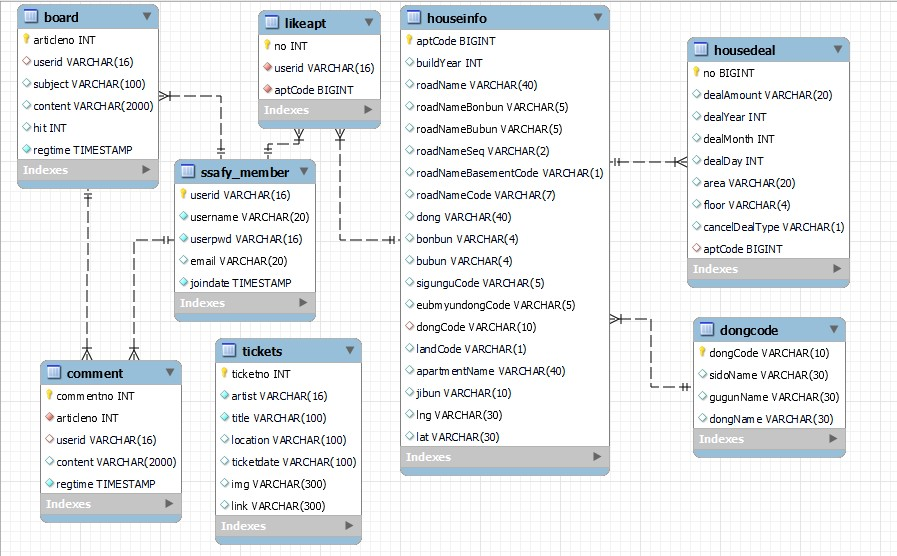 board
articleno INT
userid VARCHAR(16)
subject VARCHAR(100)
content VARCHAR(2000)
hit INT
regtime TIMESTAMP
Indexes
likeapt
no INT
userid VARCHAR(16)
aptCode BIGINT
Indexes
ssafy_member
userid VARCHAR(16)
username VARCHAR(20)
userpwd VARCHAR(16)
email VARCHAR(20)
joindate TIMESTAMP
Indexes
comment
commentno INT
articleno INT
userid VARCHAR(16)
content VARCHAR(2000)
regtime TIMESTAMP
Indexes
tickets
ticketno INT
artist VARCHAR(16)
title VARCHAR(100)
location VARCHAR(100)
ticketdate VARCHAR(100)
img VARCHAR(300)
link VARCHAR(300)
Indexes
houseinfo
aptCode BIGINT
buildYear INT
roadName VARCHAR(40)
roadNameBonbun VARCHAR(5)
roadNameBubun VARCHAR(5)
roadNameSeq VARCHAR(2)
roadNameBasementCode VARCHAR(1)
roadNameCode VARCHAR(7)
dong VARCHAR(40)
bonbun VARCHAR(4)
bubun VARCHAR(4)
sigunguCode VARCHAR(5)
eubmyundongCode VARCHAR(5)
dongCode VARCHAR(10)
landCode VARCHAR(1)
apartmentName VARCHAR(40)
jibun VARCHAR(10)
lng VARCHAR(30)
lat VARCHAR(30)
Indexes
housedeal
no BIGINT
dealAmount VARCHAR(20)
dealYear INT
dealMonth INT
dealDay INT
area VARCHAR(20)
floor VARCHAR(4)
cancelDealType VARCHAR(1)
aptCode BIGINT
Indexes
dongcode
dongCode VARCHAR(10)
sidoName VARCHAR(30)
gugunName VARCHAR(30)
dongName VARCHAR(30)
Indexes